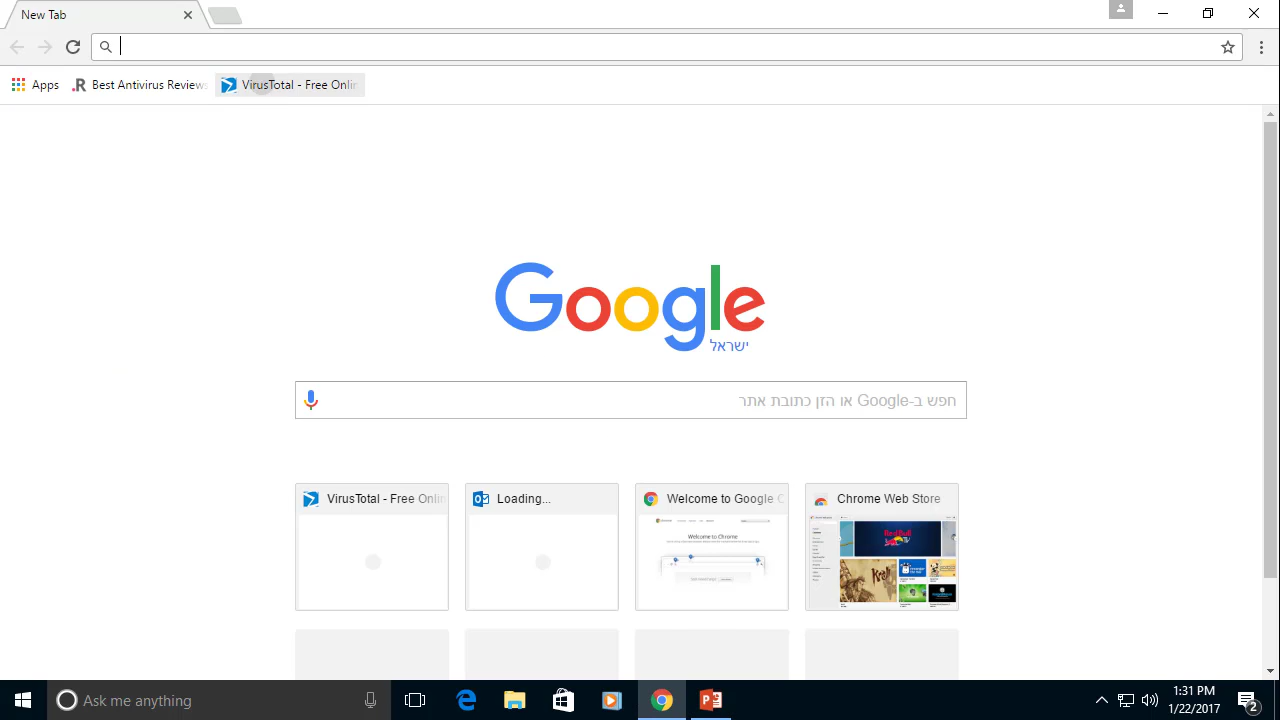 New Tab
Apps
Best Antivirus Reviews
VirusTotal - Free Onlin
Google
ישראל
חפש ב-Google או הזן כתובת אתר
VirusTotal - Free Onlin
Loading...
Welcome to Google C
Chrome Web Store
Welcome to Chrome
Red Bull
Ask me anything
1:31 PM
1/22/2017
2